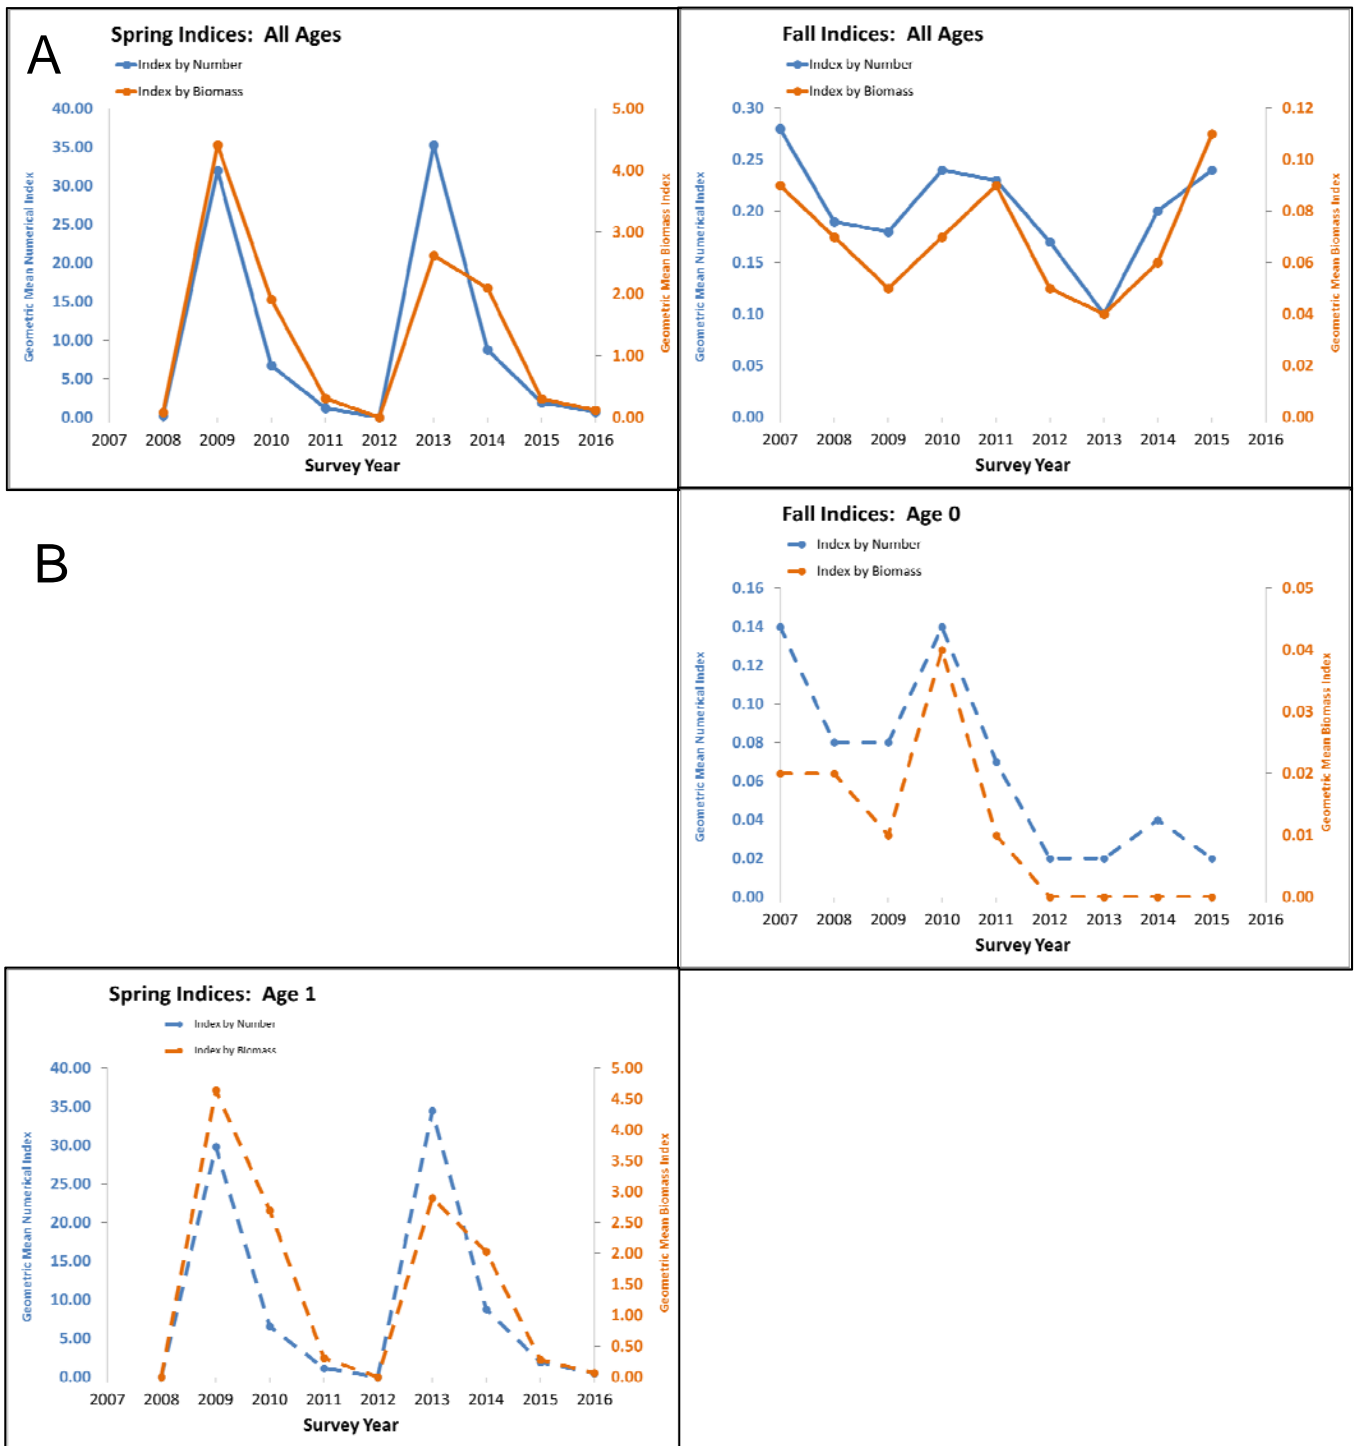 A
Spring Indices:  All Ages
Index by Number
Index by Biomass
40.00
35.00
30.00
25.00
20.00
15.00
10.00
5.00
0.00
Geometric Mean Numerical Index
5.00
4.00
3.00
2.00
1.00
0.00
Geometric Mean Biomass Index
2007 2008 2009 2010 2011 2012 2013 2014 2015 2016
Survey Year
Fall Indices:  All Ages
Index by Number
Index by Biomass
0.30
0.25
0.20
0.15
0.10
0.05
0.00
Geometric Mean Numerical Index
0.12
0.10
0.08
0.06
0.04
0.02
0.00
Geometric Mean Biomass Index
2007 2008 2009 2010 2011 2012 2013 2014 2015 2016
Survey Year
B
Fall Indices:  Age 0
Index by Number
Index by Biomass
0.16
0.14
0.12
0.10
0.08
0.06
0.04
0.02
0.00
Geometric Mean Numerical Index
0.05
0.04
0.03
0.02
0.01
0.00
Geometric Mean Biomass Index
2007 2008 2009 2010 2011 2012 2013 2014 2015 2016
Survey Year
Spring Indices:  Age 1
Index by Number
Index by Biomass
40.00
35.00
30.00
25.00
20.00
15.00
10.00
5.00
0.00
Geometric Mean Numerical Index
5.00
4.50
4.00
3.50
3.00
2.50
2.00
1.50
1.00
0.50
0.00
Geometric Mean Biomass Index
2007 2008 2009 2010 2011 2012 2013 2014 2015 2016
Survey Year